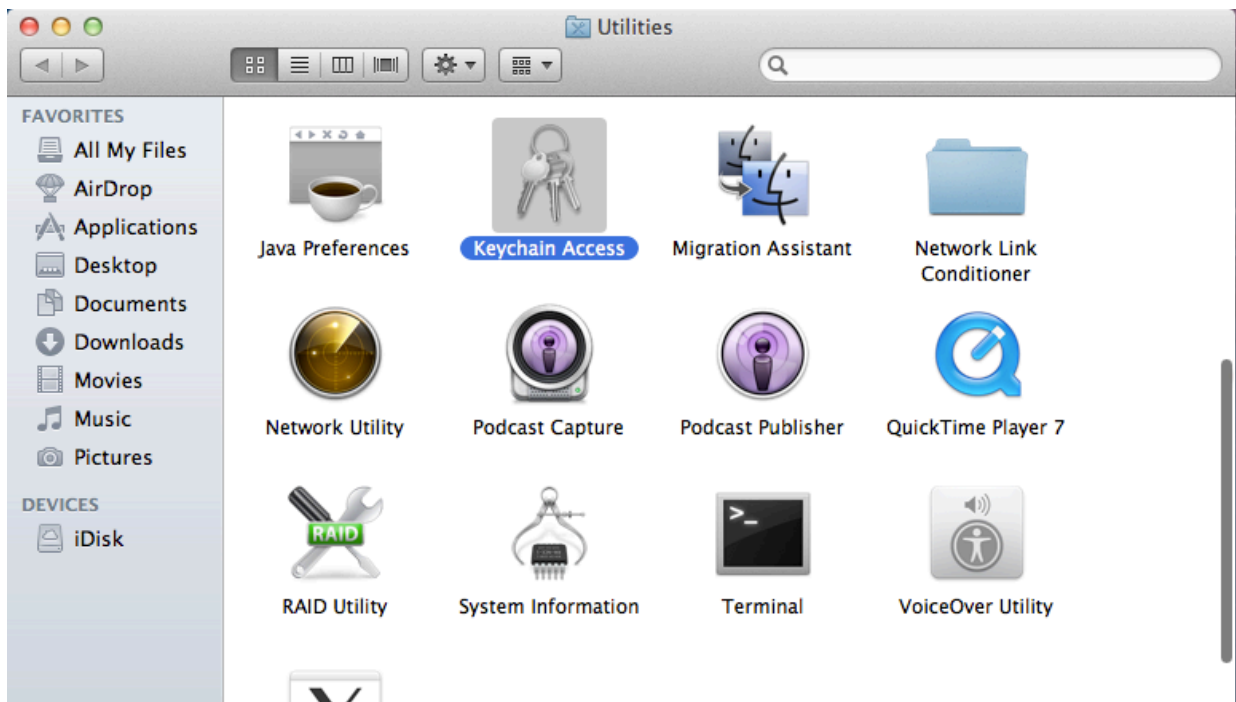 Utilities
FAVORITES
All My Files
AirDrop
Applications
Desktop
Documents
Downloads
Movies
Music
Pictures
DEVICES
iDisk
Java Preferences
Keychain Access
Migration Assistant
Network Link
Conditioner
Network Utility
Podcast Capture
Podcast Publisher
QuickTime Player 7
RAID
RAID Utility
System Information
>_
Terminal
VoiceOver Utility